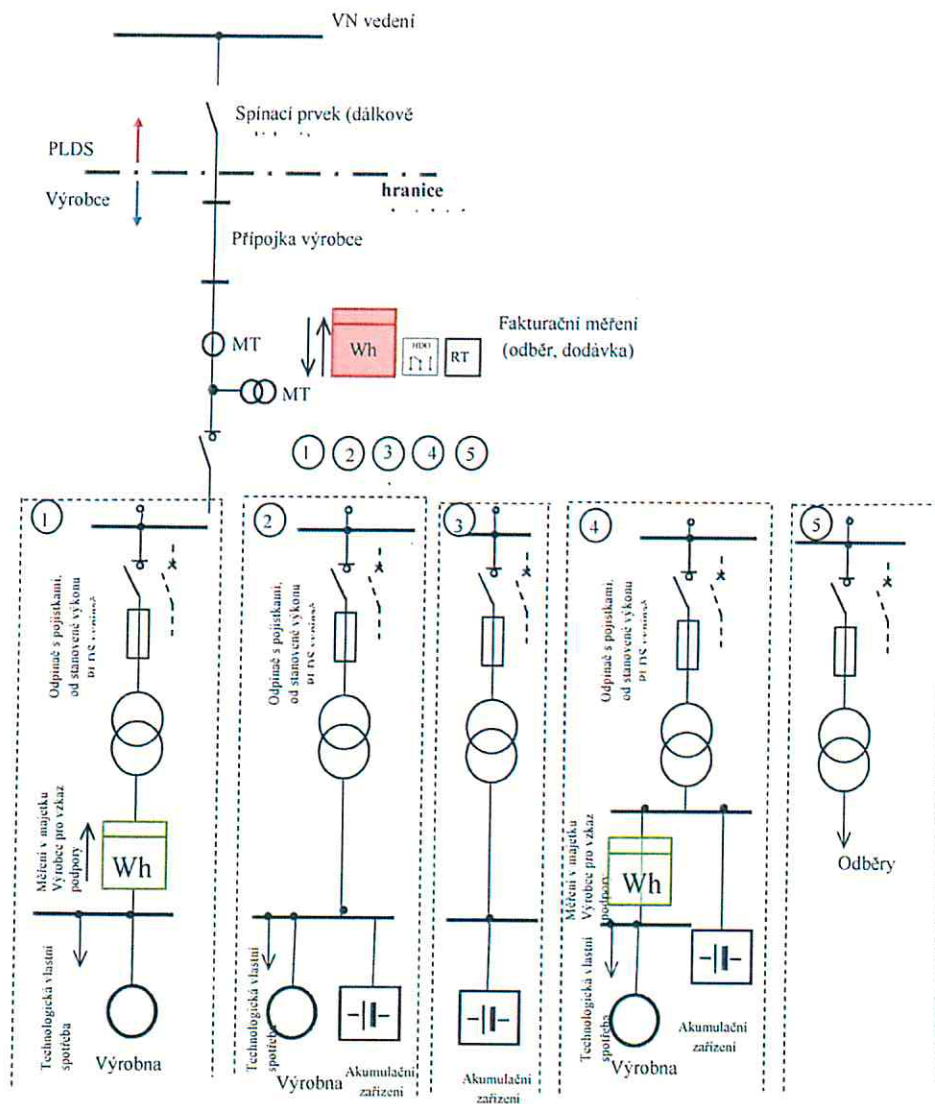 VN vedení
Spínací prvek (dálkově
PLDS
hranice
Výrobce
Přípojka výrobce
MT
Wh
HDO
RT
Fakturační měření
(odběr, dodávka)
MT
1 2 3 4 5
1
Odpínač s pojistkami,
od stanovené výkonu
Měření v majetku
Výrobce pro vzkaz
podpory
Wh
Technologická vlastní
spotřeba
Výrobna
2
Odpínač s pojistkami,
od stanovené výkonu
Technologická vlastní
spotřeba
Výrobna
Akumulační
zařízení
3
Akumulační
zařízení
4
Odpínač s pojistkami,
od stanovené výkonu
Měření v majetku
Výrobce pro vzkaz
podpory
Wh
Technologická vlastní
spotřeba
Výrobna
Akumulační
zařízení
5
Odběry